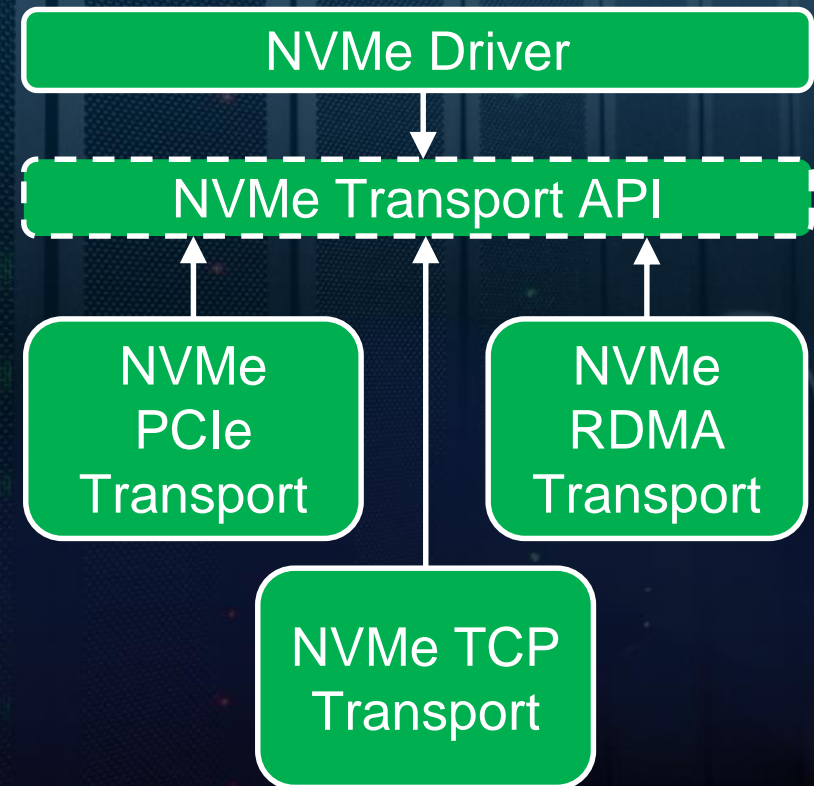 NVMe Driver
NVMe Transport API
NVMe
PCIe
Transport
NVMe
RDMA
Transport
NVMe TCP
Transport